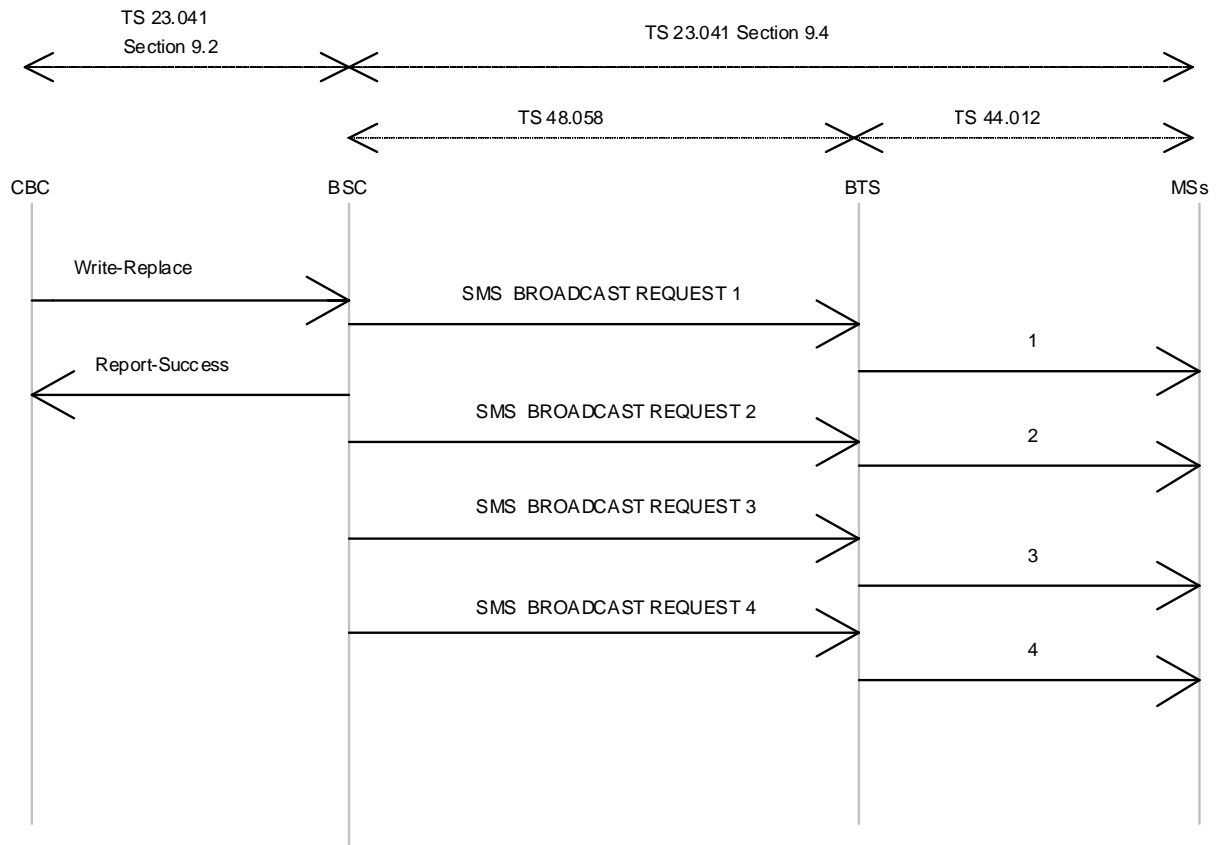 TS 23.041
Section 9.2
TS 23.041 Section 9.4
TS 48.058
TS 44.012
CBC
BSC
BTS
MSs
Write-Replace
SMS BROADCAST REQUEST 1
1
Report-Success
SMS BROADCAST REQUEST 2
2
SMS BROADCAST REQUEST 3
3
SMS BROADCAST REQUEST 4
4